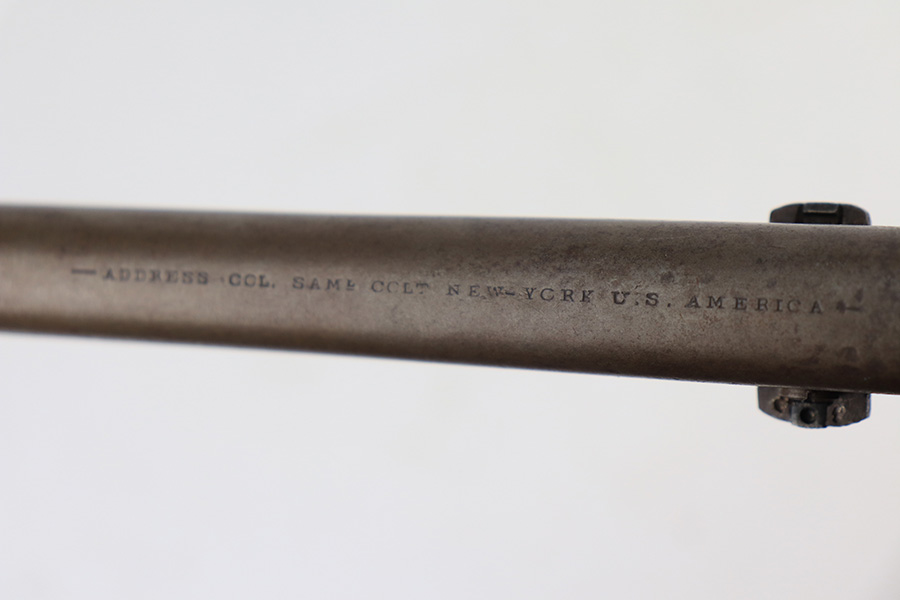 — ADDRESS COL. SAML COLT NEW-YORK U.S. AMERICA —